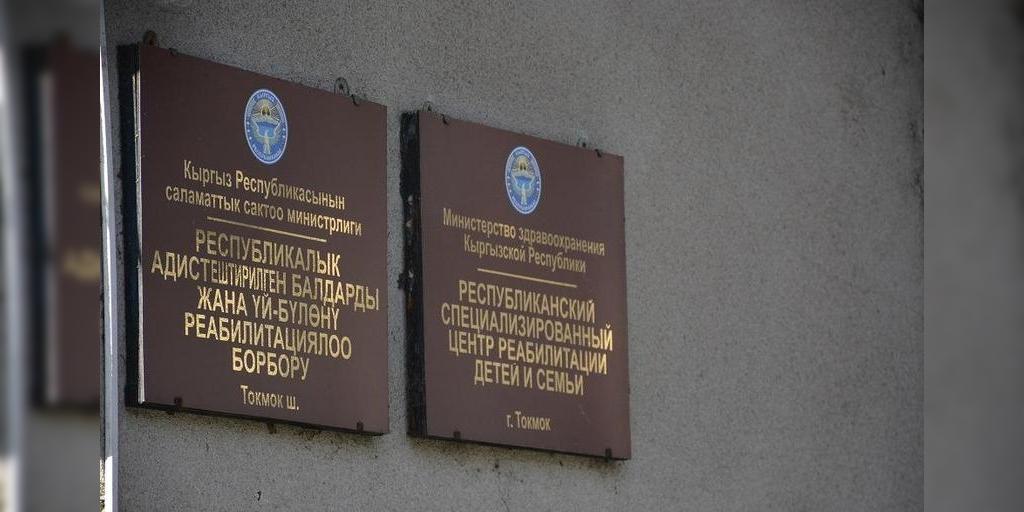 Кыргыз Республикасынын
саламаттык сактоо министрлиги
РЕСПУБЛИКАЛЫК
АДИСТЕШТИРИЛГЕН БАЛДАРДЫ
ЖАНА ҮЙ-БҮЛӨНҮ
РЕАБИЛИТАЦИЯЛОО
БОРБОРУ
Токмок ш.
Министерство здравоохранения
Кыргызской Республики
РЕСПУБЛИКАНСКИЙ
СПЕЦИАЛИЗИРОВАННЫЙ
ЦЕНТР РЕАБИЛИТАЦИИ
ДЕТЕЙ И СЕМЬИ
г. Токмок